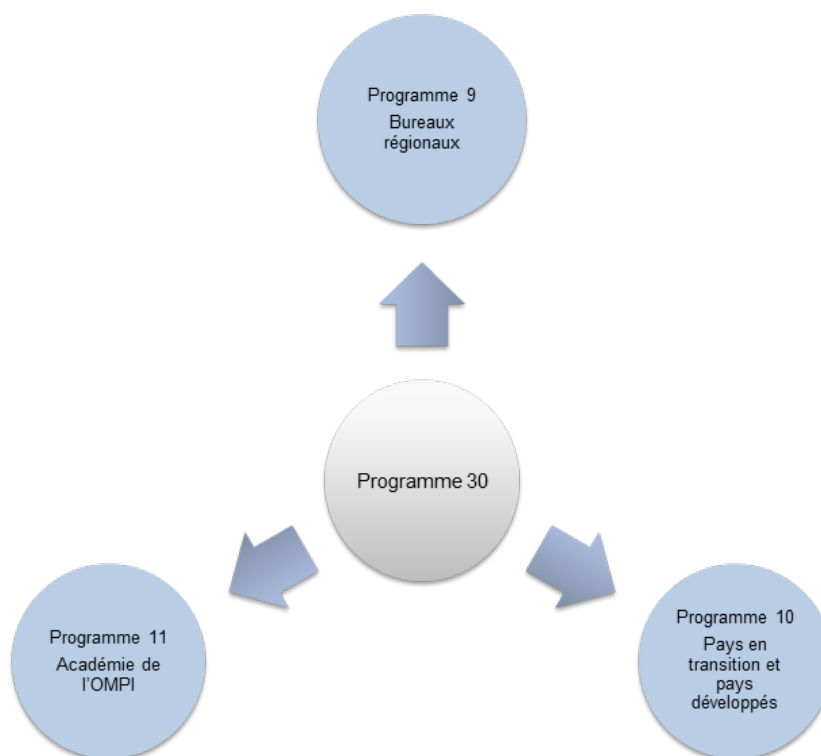 Programme 9
Bureaux
régionaux
Programme 30
Programme 11
Académie de
l'OMPI
Programme 10
Pays en
transition et
pays
développés